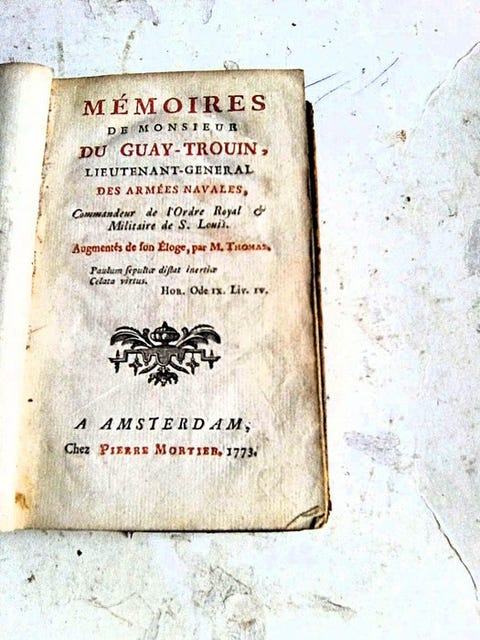 MÉMOIRES
DE MONSIEUR
DU GUAY-TROUIN,
LIEUTENANT-GENERAL
DES ARMÉES NAVALES,
Commandeur de l'Ordre Royal &
Militaire de S. Louis.
Augmentés de son Éloge, par M. THOMAS.
Paulum sepultæ distat inertiæ
Celata virtus.
HOR. Ode IX. Liv. IV.
A AMSTERDAM,
Chez PIERRE MORTIER. 1773.